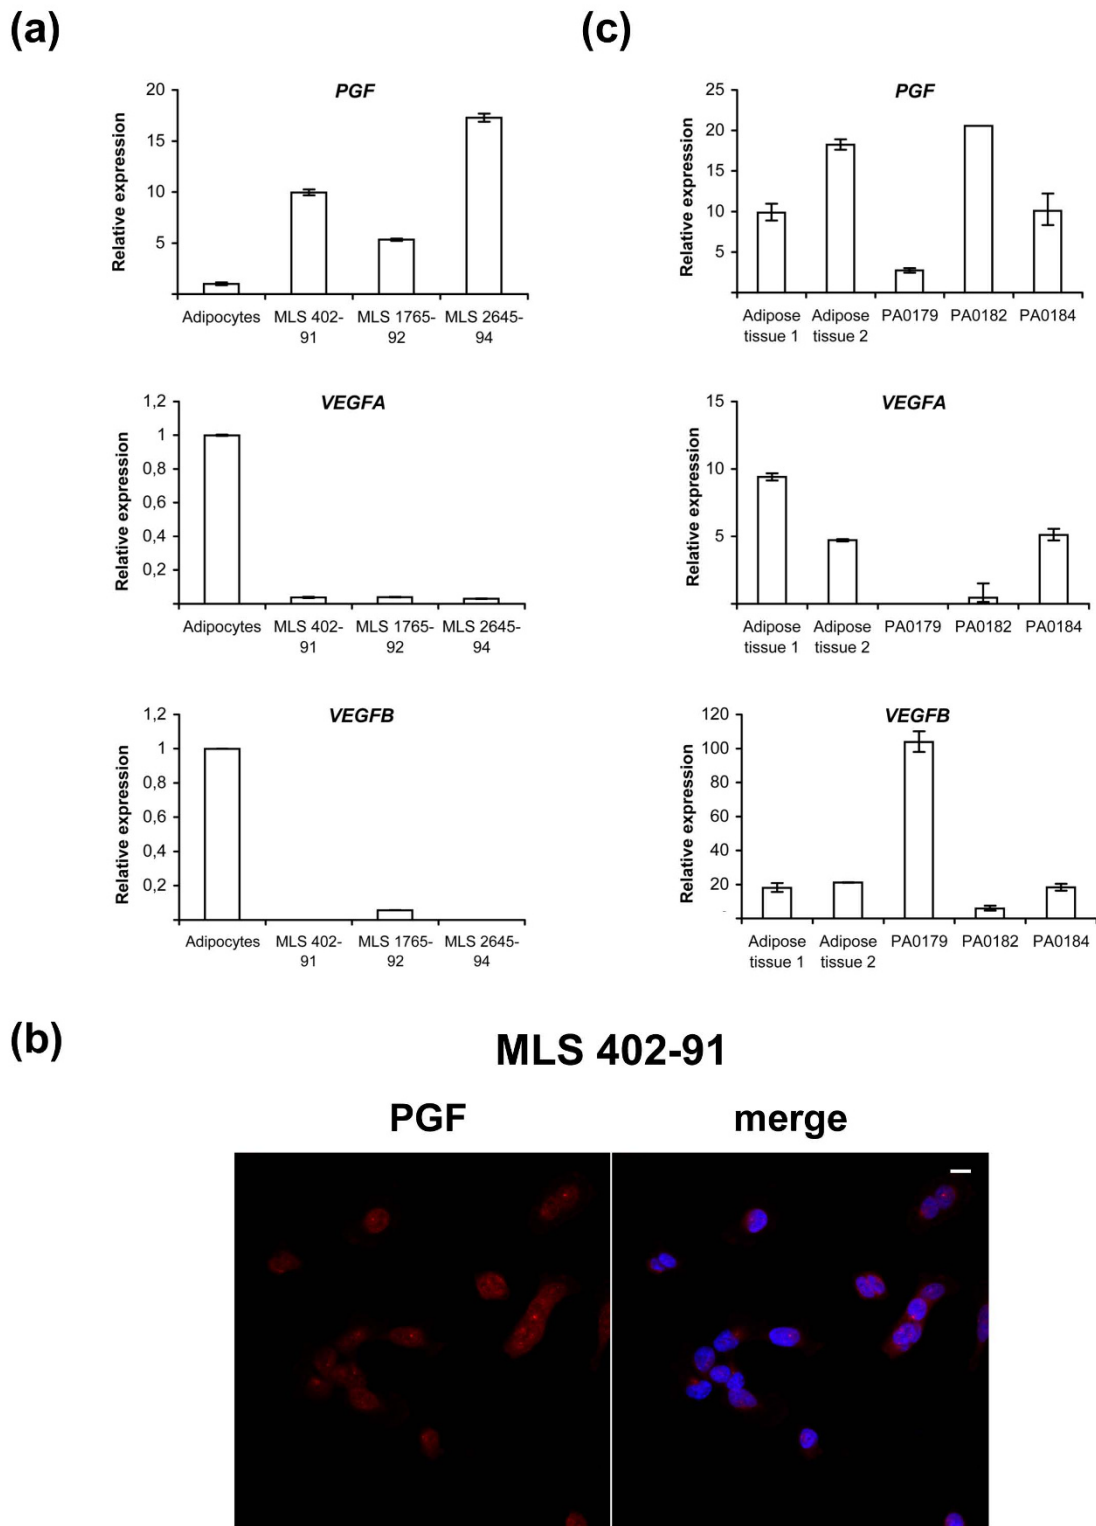 (a)
PGF
Relative expression
20
15
10
5
Adipocytes MLS 402-91 MLS 1765-92 MLS 2645-94
VEGFA
Relative expression
1,2
1
0,8
0,6
0,4
0,2
Adipocytes MLS 402-91 MLS 1765-92 MLS 2645-94
VEGFB
Relative expression
1,2
1
0,8
0,6
0,4
0,2
Adipocytes MLS 402-91 MLS 1765-92 MLS 2645-94
(c)
PGF
Relative expression
25
20
15
10
5
Adipose tissue 1 Adipose tissue 2 PA0179 PA0182 PA0184
VEGFA
Relative expression
15
10
5
Adipose tissue 1 Adipose tissue 2 PA0179 PA0182 PA0184
VEGFB
Relative expression
120
100
80
60
40
20
-
Adipose tissue 1 Adipose tissue 2 PA0179 PA0182 PA0184
(b)
MLS 402-91
PGF merge